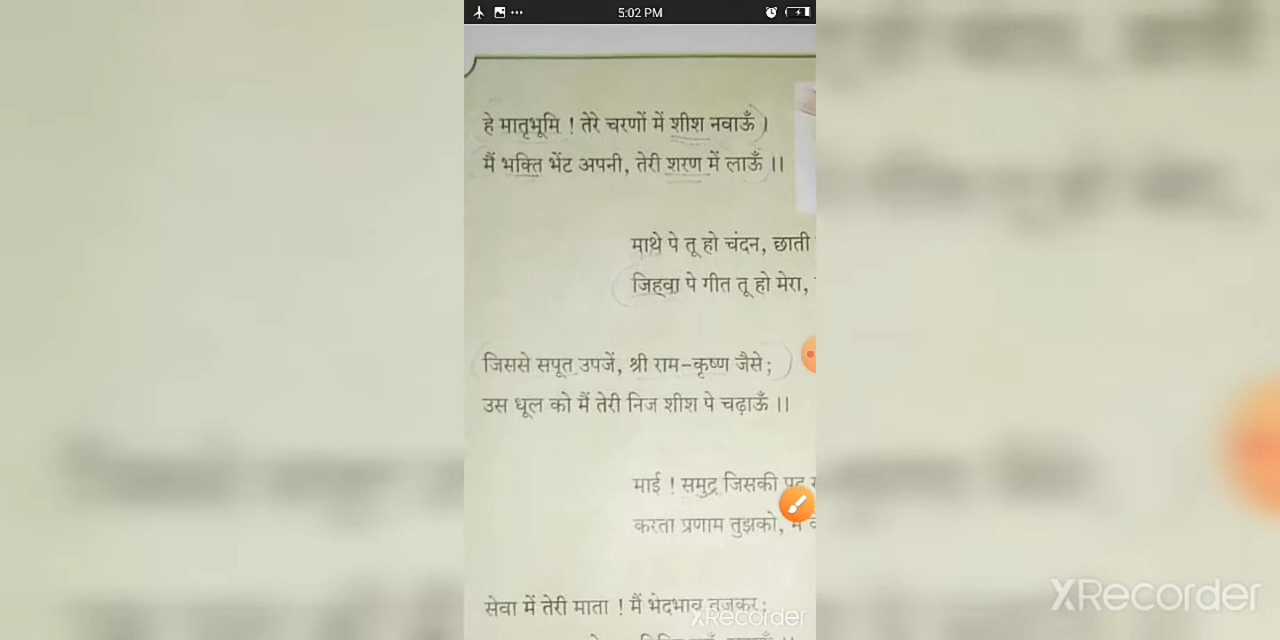 5:02 PM
हे मातृभूमि ! तेरे चरणों में शीश नवाऊँ ।
मैं भक्ति भेंट अपनी, तेरी शरण में लाऊँ ।।
माथे पे तू हो चंदन, छाती
जिह्वा पे गीत तू हो मेरा,
जिससे सपूत उपजें, श्री राम-कृष्ण जैसे;
उस धूल को मैं तेरी निज शीश पे चढ़ाऊँ ।।
माई ! समुद्र जिसकी पद
करता प्रणाम तुझको,
सेवा में तेरी माता ! मैं भेदभाव तजकर;
XRecorder
XRecorder